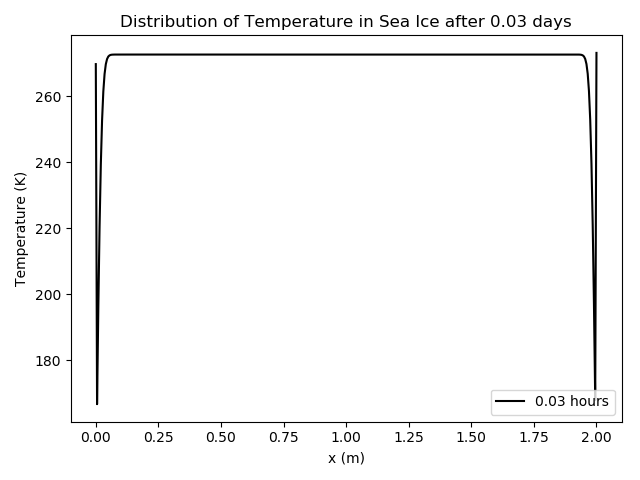 Distribution of Temperature in Sea Ice after 0.03 days
Temperature (K)
260
240
220
200
180
0.03 hours
0.00 0.25 0.50 0.75 1.00 1.25 1.50 1.75 2.00
x (m)